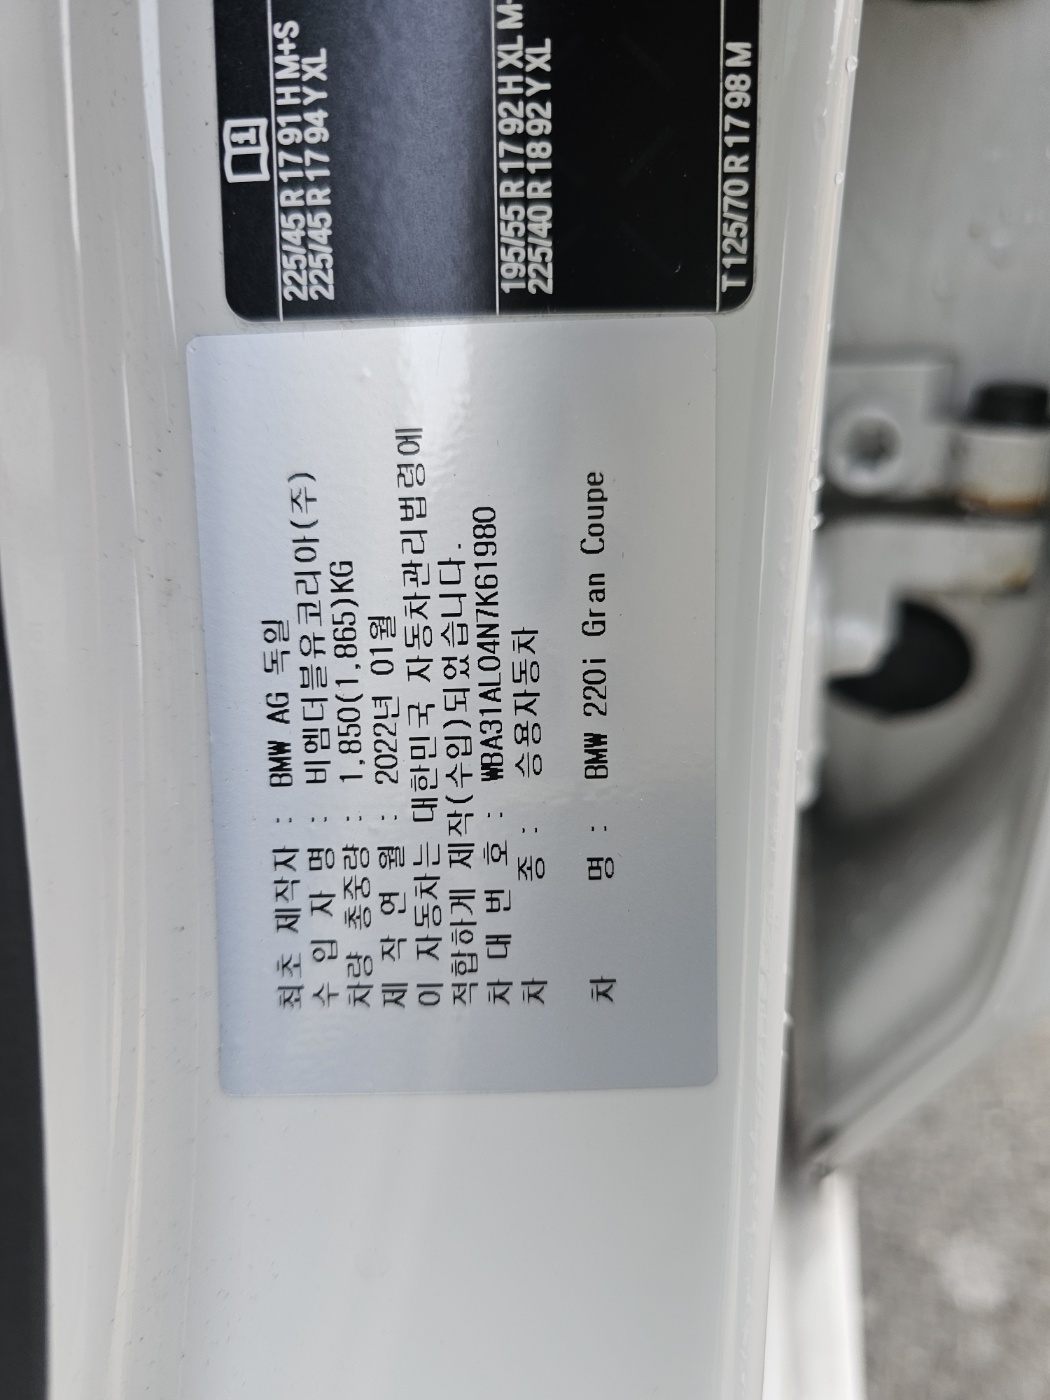 최초 제작자 : BMW AG 독일
수 입 자 명 : 비엠더블유코리아(주)
차량 총중량 : 1,850(1,865)KG
제 작 연 월 : 2022년 01월
이 자동차는 대한민국 자동차관리법령에
적합하게 제작(수입)되었습니다.
차 대 번 호 : WBA31AL04N7K61980
차 종 : 승용자동차
차 명 : BMW 220i Gran Coupe
1
225/45 R 17 91 H M+S
225/45 R 17 94 Y XL
195/55 R 17 92 H XL M+
225/40 R 18 92 Y XL
T 125/70 R 17 98 M